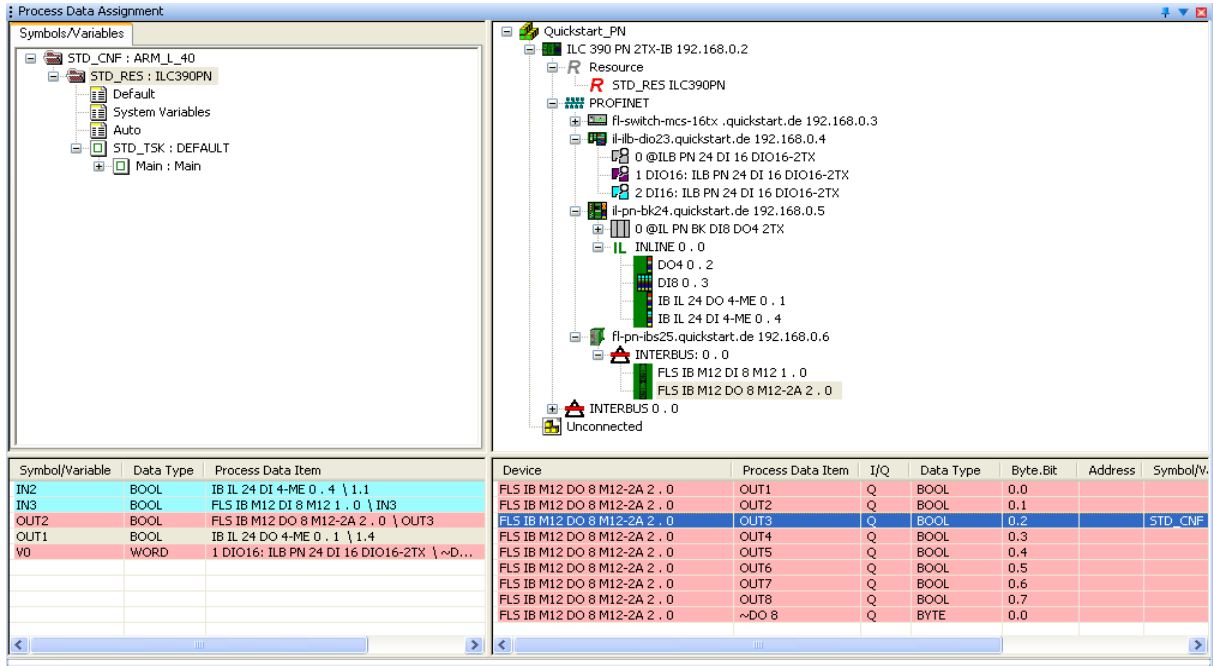 Process Data Assignment
Symbols/Variables
STD_CNF : ARM_L_40
STD_RES : ILC390PN
Default
System Variables
Auto
STD_TSK : DEFAULT
Main : Main
Quickstart_PN
ILC 390 PN 2TX-IB 192.168.0.2
R Resource
R STD_RES ILC390PN
PROFINET
fl-switch-mcs-16tx .quickstart.de 192.168.0.3
il-ilb-dio23.quickstart.de 192.168.0.4
0 @ILB PN 24 DI 16 DIO16-2TX
1 DIO16: ILB PN 24 DI 16 DIO16-2TX
2 DI16: ILB PN 24 DI 16 DIO16-2TX
il-pn-bk24.quickstart.de 192.168.0.5
0 @IL PN BK DI8 DO4 2TX
IL INLINE 0 . 0
DO4 0 . 2
DI8 0 . 3
IB IL 24 DO 4-ME 0 . 1
IB IL 24 DI 4-ME 0 . 4
fl-pn-ibs25.quickstart.de 192.168.0.6
INTERBUS: 0 . 0
FLS IB M12 DI 8 M12 1 . 0
FLS IB M12 DO 8 M12-2A 2 . 0
INTERBUS 0 . 0
Unconnected
Symbol/Variable Data Type Process Data Item
IN2 BOOL IB IL 24 DI 4-ME 0 . 4 \ 1.1
IN3 BOOL FLS IB M12 DI 8 M12 1 . 0 \ IN3
OUT2 BOOL FLS IB M12 DO 8 M12-2A 2 . 0 \ OUT3
OUT1 BOOL IB IL 24 DO 4-ME 0 . 1 \ 1.4
V0 WORD 1 DIO16: ILB PN 24 DI 16 DIO16-2TX \ ~D...
Device Process Data Item I/Q Data Type Byte.Bit Address Symbol/V
FLS IB M12 DO 8 M12-2A 2 . 0 OUT1 Q BOOL 0.0
FLS IB M12 DO 8 M12-2A 2 . 0 OUT2 Q BOOL 0.1
FLS IB M12 DO 8 M12-2A 2 . 0 OUT3 Q BOOL 0.2 STD_CNF
FLS IB M12 DO 8 M12-2A 2 . 0 OUT4 Q BOOL 0.3
FLS IB M12 DO 8 M12-2A 2 . 0 OUT5 Q BOOL 0.4
FLS IB M12 DO 8 M12-2A 2 . 0 OUT6 Q BOOL 0.5
FLS IB M12 DO 8 M12-2A 2 . 0 OUT7 Q BOOL 0.6
FLS IB M12 DO 8 M12-2A 2 . 0 OUT8 Q BOOL 0.7
FLS IB M12 DO 8 M12-2A 2 . 0 ~DO 8 Q BYTE 0.0